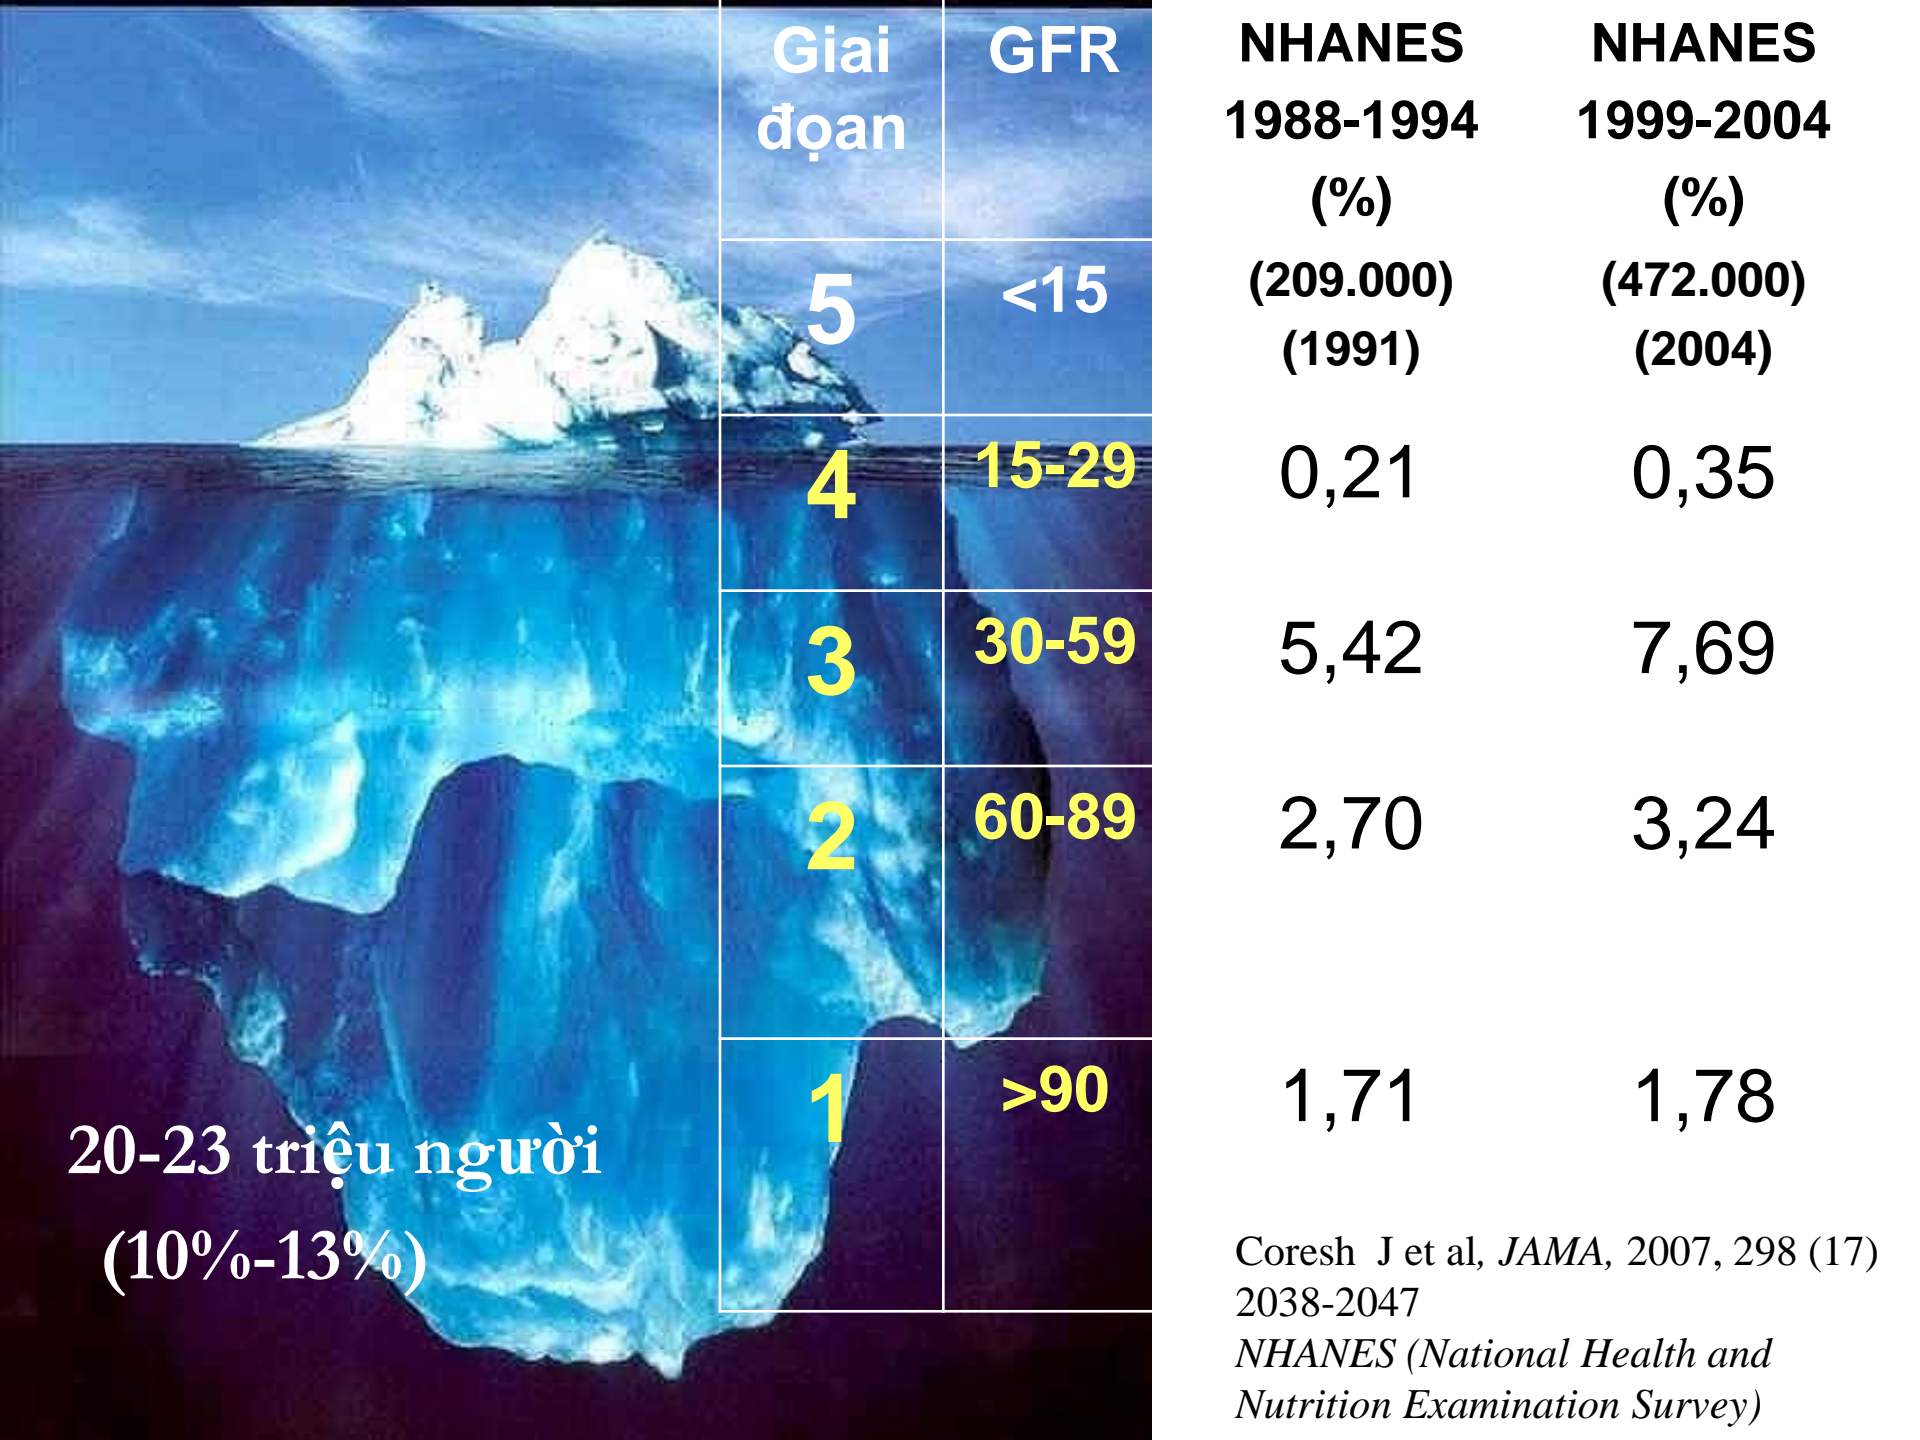 Giai đọan GFR NHANES 1988-1994 (%) NHANES 1999-2004 (%)
5 <15 (209.000) (1991) (472.000) (2004)
4 15-29 0,21 0,35
3 30-59 5,42 7,69
2 60-89 2,70 3,24
1 >90 1,71 1,78
20-23 triệu người
(10%-13%)
Coresh J et al, JAMA, 2007, 298 (17)
2038-2047
NHANES (National Health and
Nutrition Examination Survey)